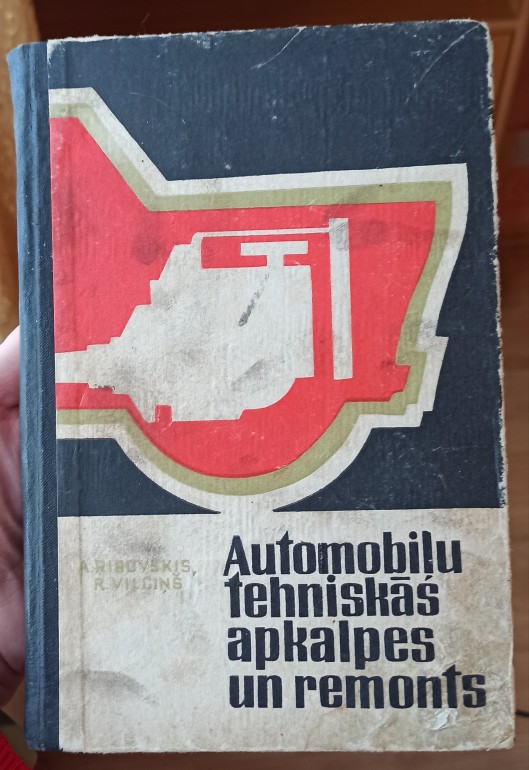 A. RIBOVSKIS,
R. VILCIŅŠ
Automobiļu
tehniskās
apkalpes
un remonts